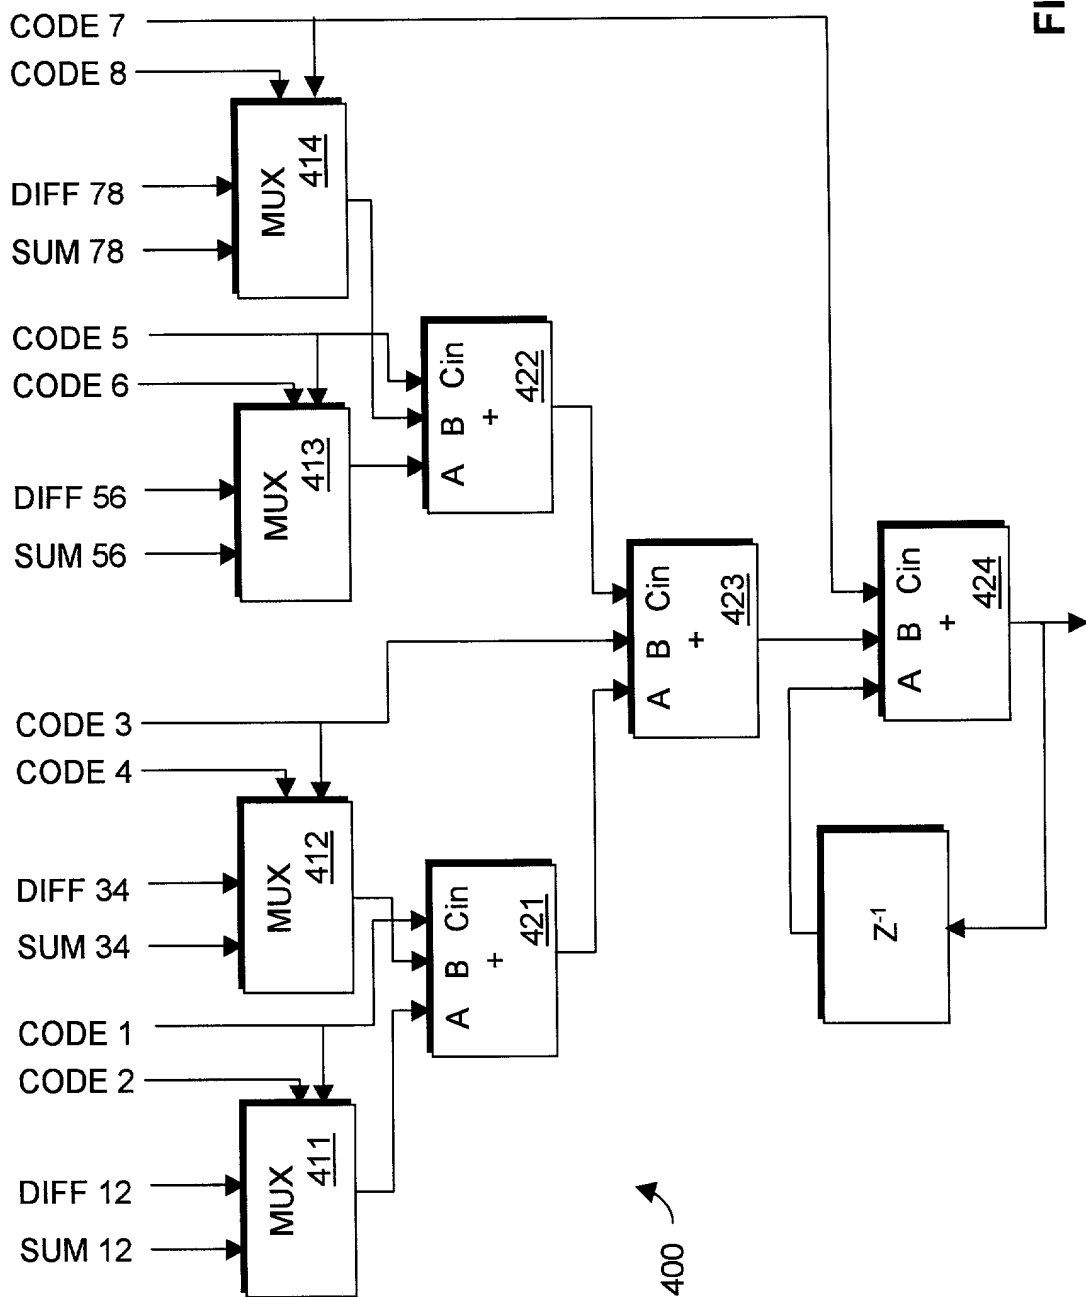 CODE 7
CODE 8
DIFF 78
SUM 78
MUX
414
CODE 5
CODE 6
DIFF 56
SUM 56
MUX
413
A B Cin
+
422
CODE 3
CODE 4
DIFF 34
SUM 34
MUX
412
CODE 1
CODE 2
DIFF 12
SUM 12
MUX
411
A B Cin
+
421
A B Cin
+
423
A B Cin
+
424
Z-1
400
FI